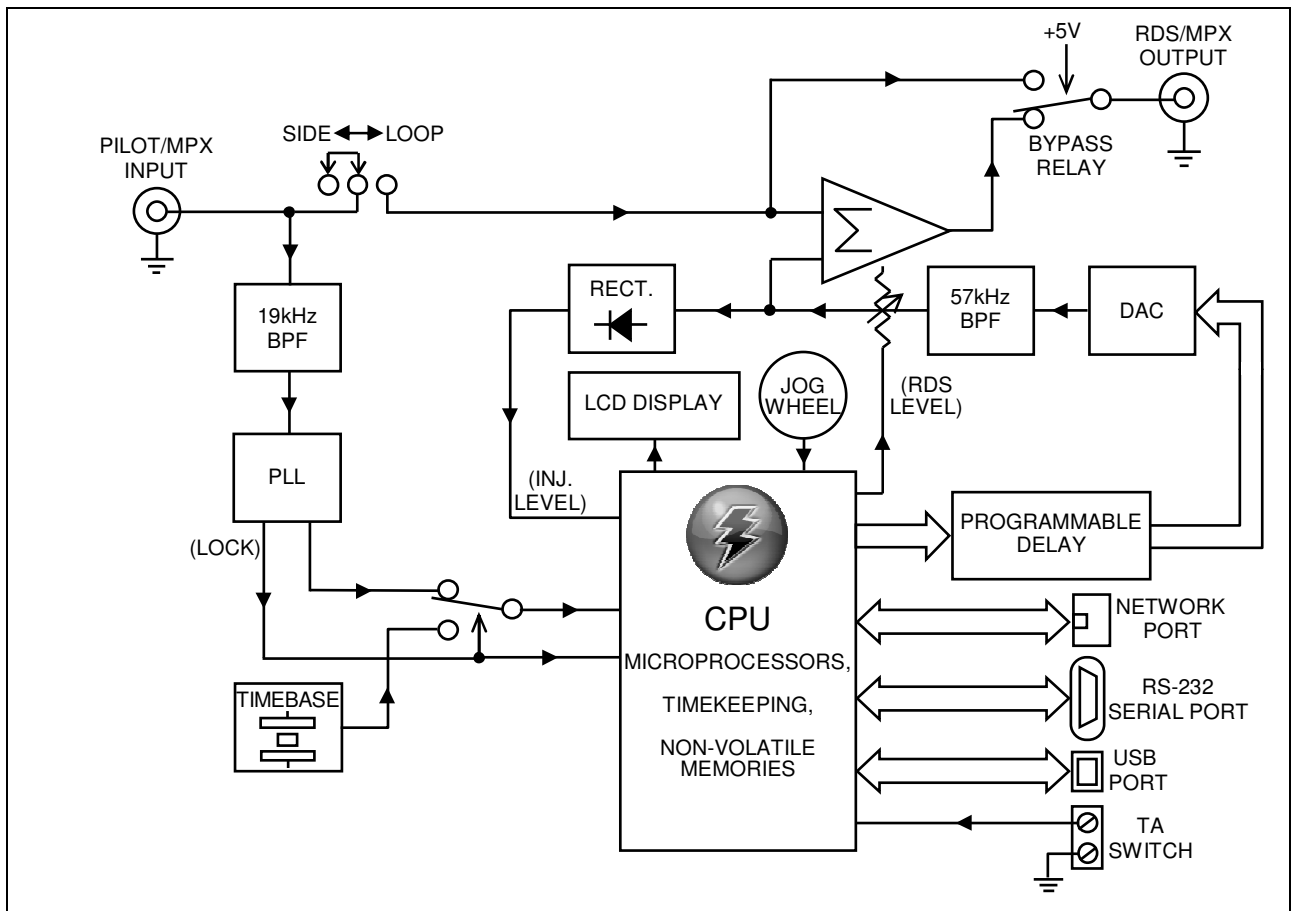 +5V
RDS/MPX
OUTPUT
SIDE LOOP
PILOT/MPX
INPUT
BYPASS
RELAY
Σ
RECT.
19kHz
BPF
57kHz
BPF
DAC
LCD DISPLAY
JOG
WHEEL
(RDS
LEVEL)
PLL
(INJ.
LEVEL)
(LOCK)
PROGRAMMABLE
DELAY
CPU
MICROPROCESSORS,
TIMEKEEPING,
NON-VOLATILE
MEMORIES
TIMEBASE
NETWORK
PORT
RS-232
SERIAL PORT
USB
PORT
TA
SWITCH